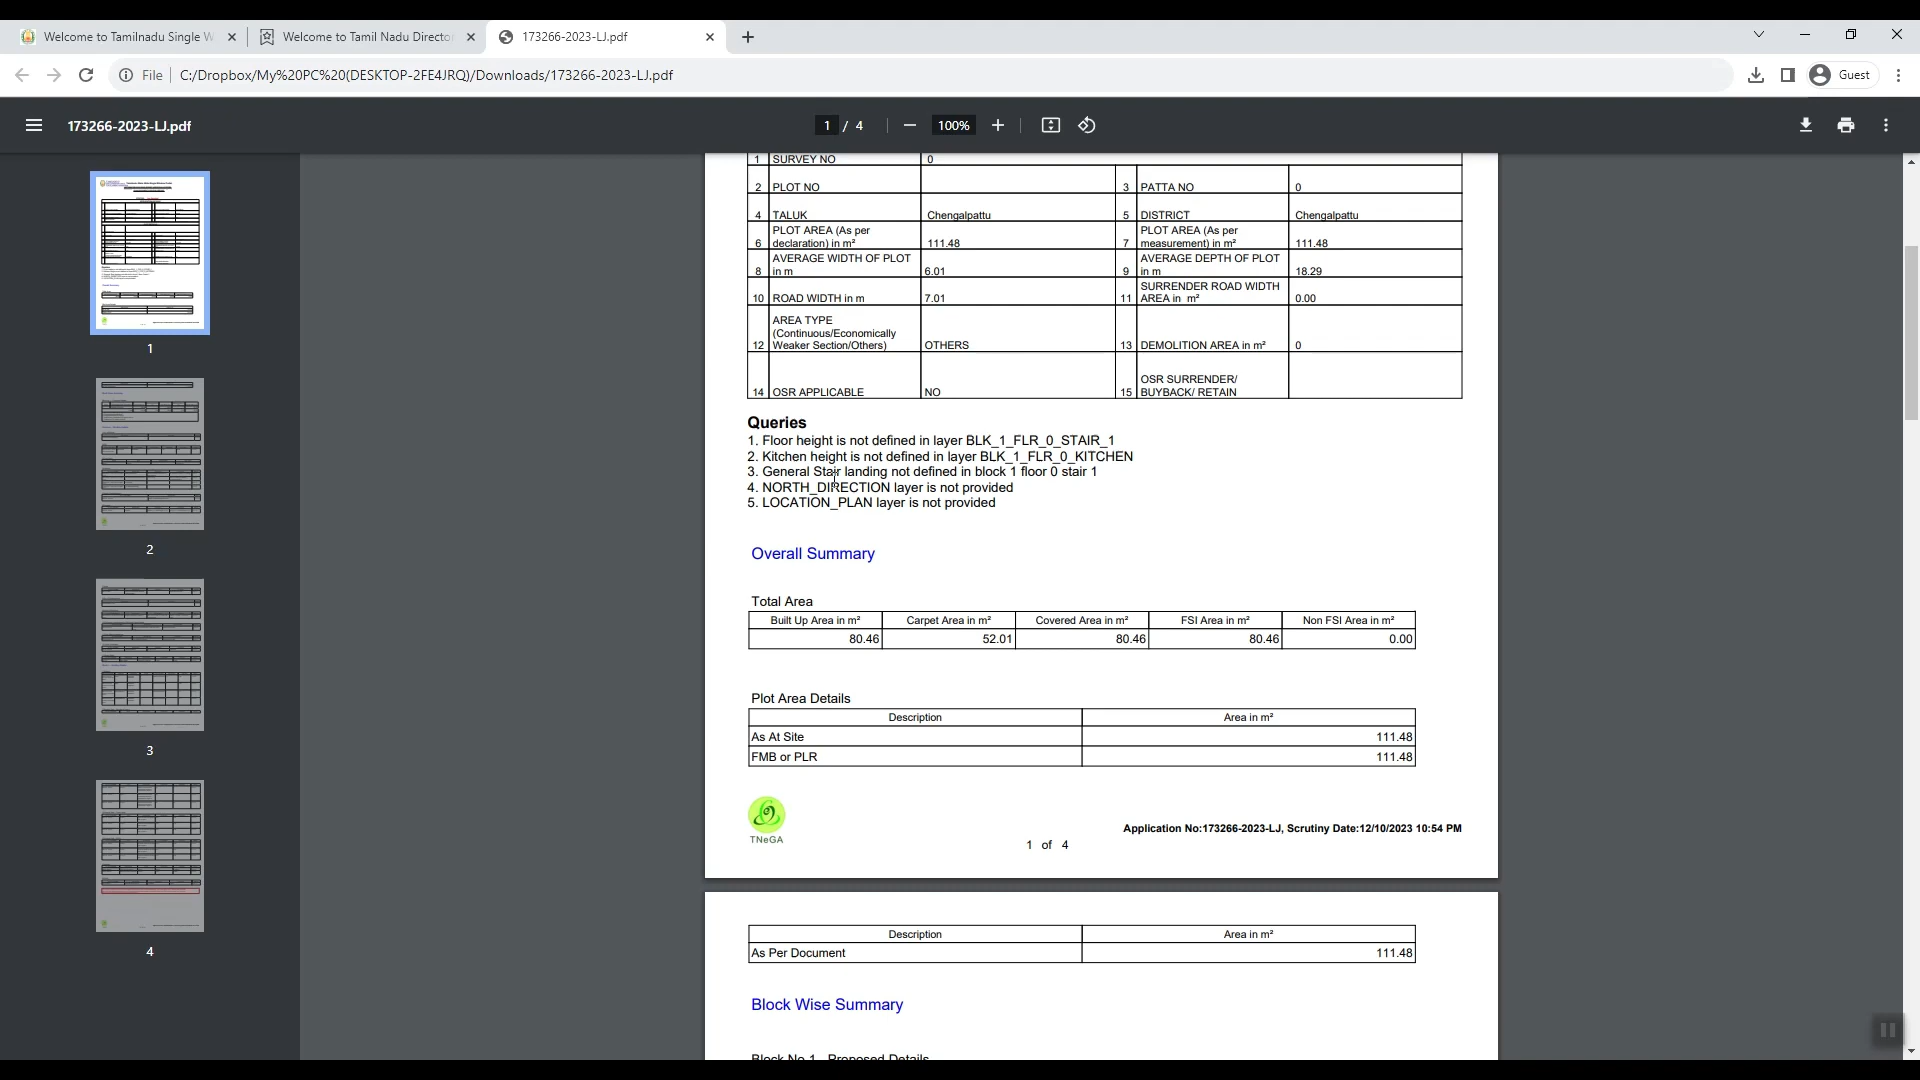 Welcome to Tamilnadu Single W
Welcome to Tamil Nadu Director
173266-2023-LJ.pdf
File
C:/Dropbox/My%20PC%20(DESKTOP-2FE4JRQ)/Downloads/173266-2023-LJ.pdf
Guest
173266-2023-LJ.pdf
1 / 4
100%
1 SURVEY NO 0
2 PLOT NO 3 PATTA NO 0
4 TALUK Chengalpattu 5 DISTRICT Chengalpattu
PLOT AREA (As per PLOT AREA (As per
6 declaration) in m² 111.48 7 measurement) in m² 111.48
AVERAGE WIDTH OF PLOT AVERAGE DEPTH OF PLOT
8 in m 6.01 9 in m 18.29
SURRENDER ROAD WIDTH
10 ROAD WIDTH in m 7.01 11 AREA in m² 0.00
AREA TYPE
(Continuous/Economically
12 Weaker Section/Others) OTHERS 13 DEMOLITION AREA in m² 0
OSR SURRENDER/
14 OSR APPLICABLE NO 15 BUYBACK/ RETAIN
Queries
1. Floor height is not defined in layer BLK_1_FLR_0_STAIR_1
2. Kitchen height is not defined in layer BLK_1_FLR_0_KITCHEN
3. General Stair landing not defined in block 1 floor 0 stair 1
4. NORTH_DIRECTION layer is not provided
5. LOCATION_PLAN layer is not provided
Overall Summary
Total Area
Built Up Area in m² Carpet Area in m² Covered Area in m² FSI Area in m² Non FSI Area in m²
80.46 52.01 80.46 80.46 0.00
Plot Area Details
Description Area in m²
As At Site 111.48
FMB or PLR 111.48
TNeGA
Application No:173266-2023-LJ, Scrutiny Date:12/10/2023 10:54 PM
1 of 4
Description Area in m²
As Per Document 111.48
Block Wise Summary
Block No 1 Proposed Details
1
2
3
4